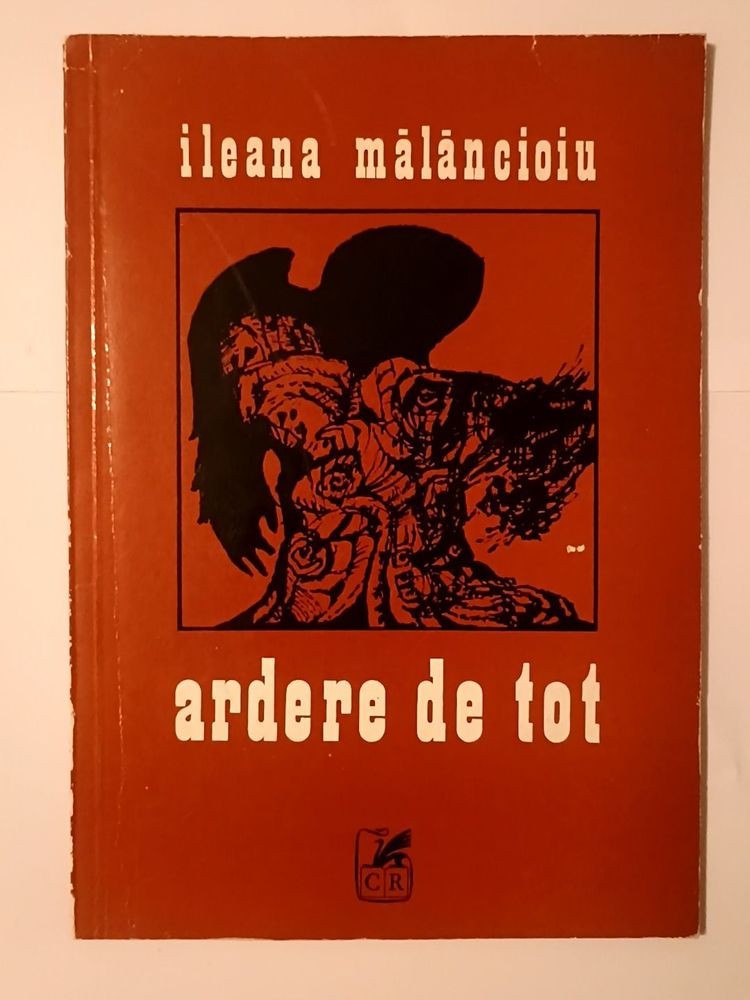 ileana mălăncioiu
ardere de tot
CR